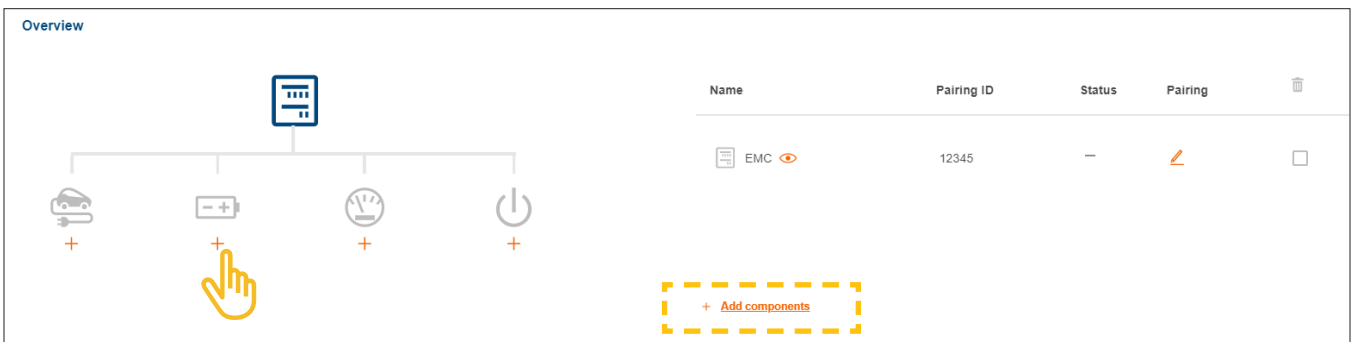 Overview
Name Pairing ID Status Pairing
EMC 12345 —
+ + + +
+ Add components